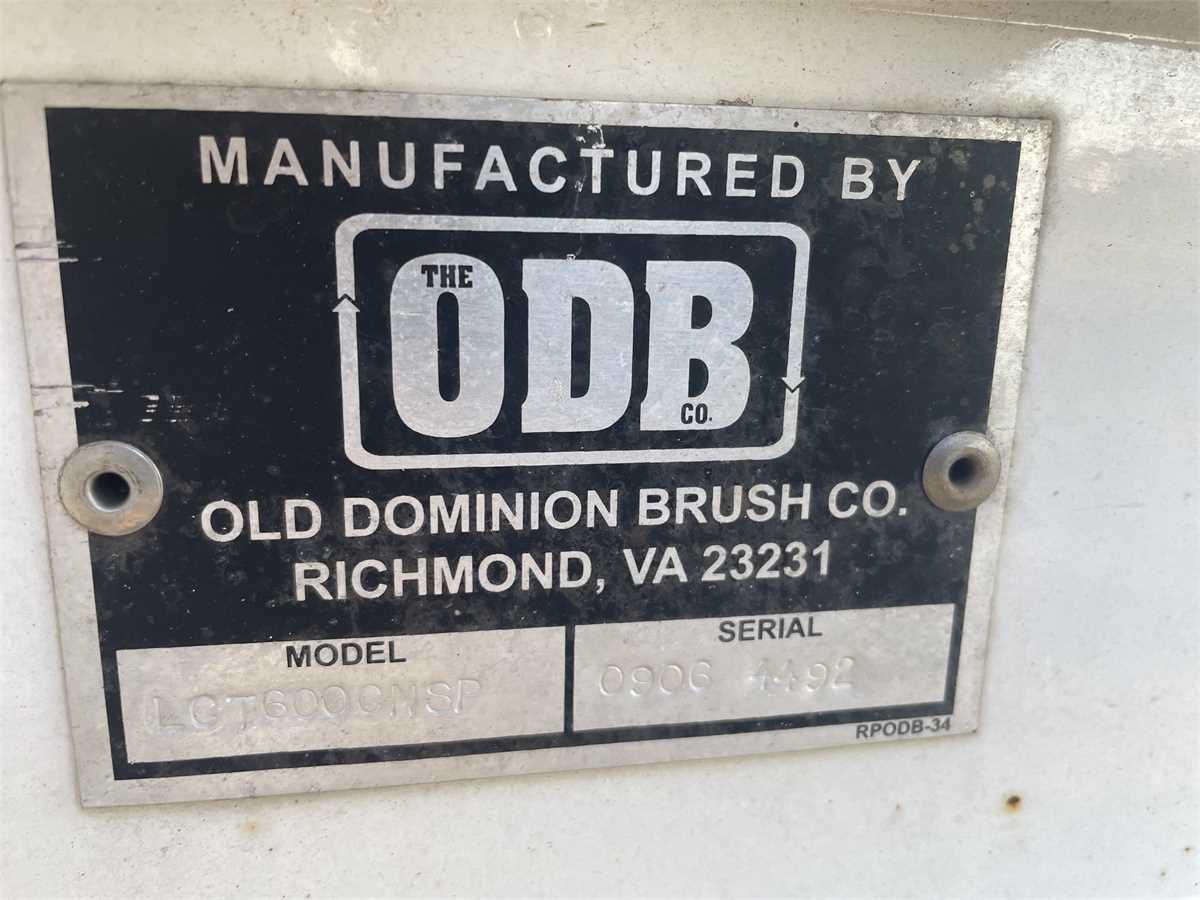 MANUFACTURED BY
THE
ODB
CO.
OLD DOMINION BRUSH CO.
RICHMOND, VA 23231
MODEL
LCT600CNSP
SERIAL
0906 4492
RPODB-34